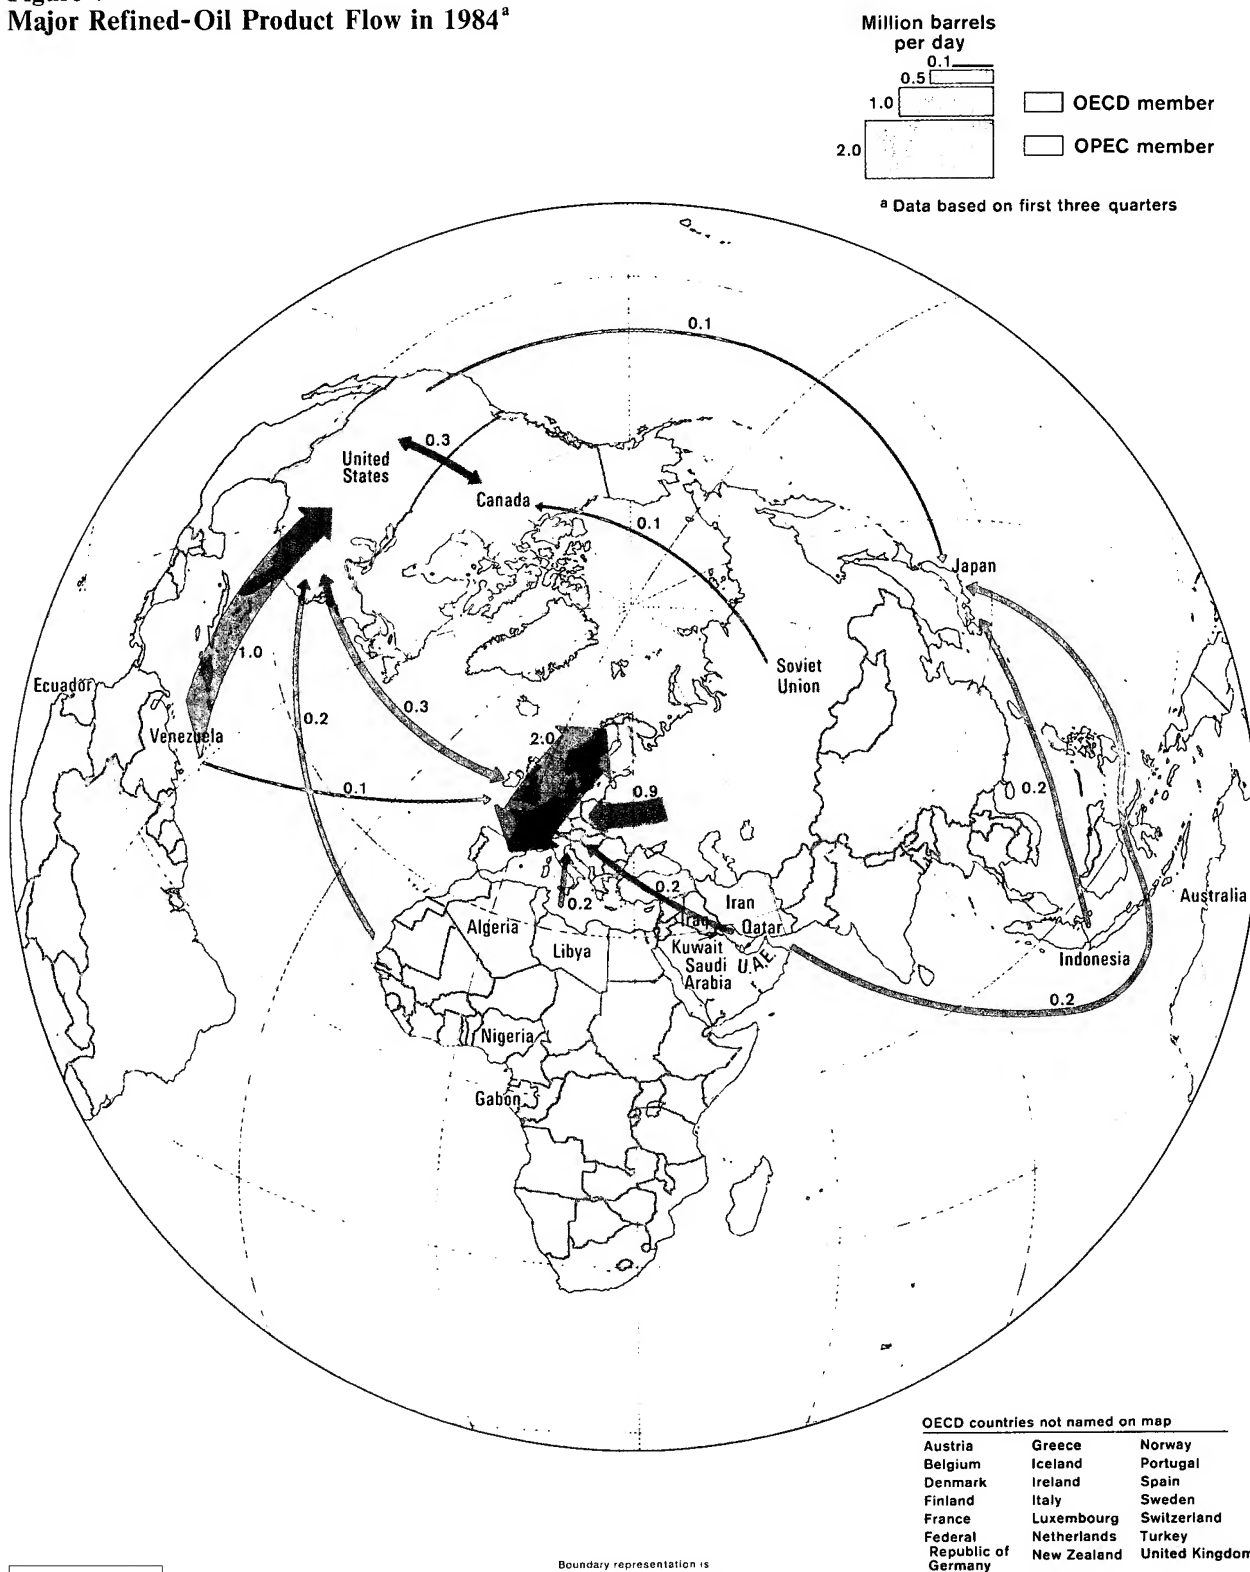 Major Refined-Oil Product Flow in 1984a
Million barrels
per day
0.1
0.5
1.0
2.0
OECD member
OPEC member
a Data based on first three quarters
0.1
0.3
United
States
Canada
0.1
Japan
Soviet
Union
1.0
Ecuador
Venezuela
0.2
0.3
2.0
0.1
0.9
0.2
0.2
0.2
Iran
Iraq
Qatar
Algeria
Libya
Kuwait
Saudi
Arabia
U.A.E.
Australia
Indonesia
0.2
Nigeria
Gabon
OECD countries not named on map
Austria Greece Norway
Belgium Iceland Portugal
Denmark Ireland Spain
Finland Italy Sweden
France Luxembourg Switzerland
Federal Netherlands Turkey
Republic of New Zealand United Kingdom
Germany
Boundary representation is